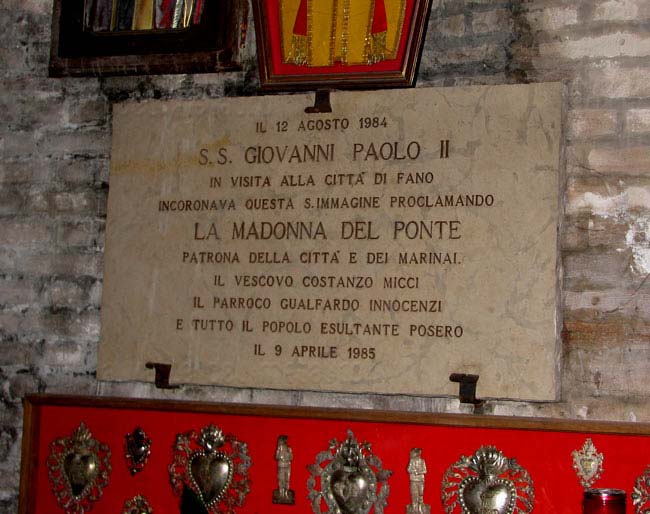 IL 12 AGOSTO 1984
S.S. GIOVANNI PAOLO II
IN VISITA ALLA CITTÀ DI FANO
INCORONAVA QUESTA S.IMMAGINE PROCLAMANDO
LA MADONNA DEL PONTE
PATRONA DELLA CITTÀ E DEI MARINAI.
IL VESCOVO COSTANZO MICCI
IL PARROCO GUALFARDO INNOCENZI
E TUTTO IL POPOLO ESULTANTE POSERO
IL 9 APRILE 1985